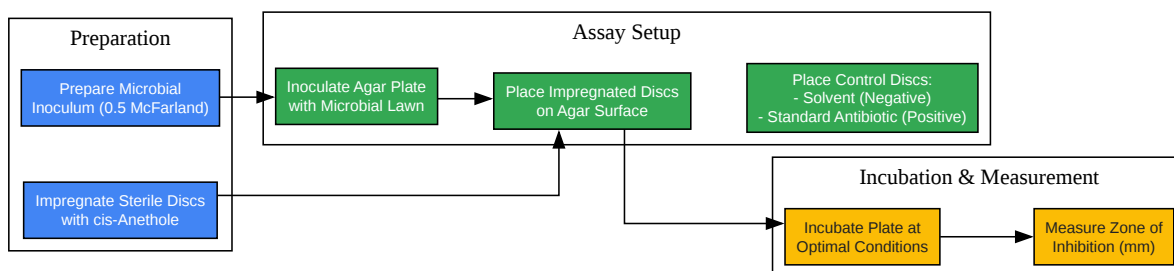 Preparation
Prepare Microbial
Inoculum (0.5 McFarland)
Impregnate Sterile Discs
with cis-Anethole
Assay Setup
Inoculate Agar Plate
with Microbial Lawn
Place Impregnated Discs
on Agar Surface
Place Control Discs:
- Solvent (Negative)
- Standard Antibiotic (Positive)
Incubation & Measurement
Incubate Plate at
Optimal Conditions
Measure Zone of
Inhibition (mm)